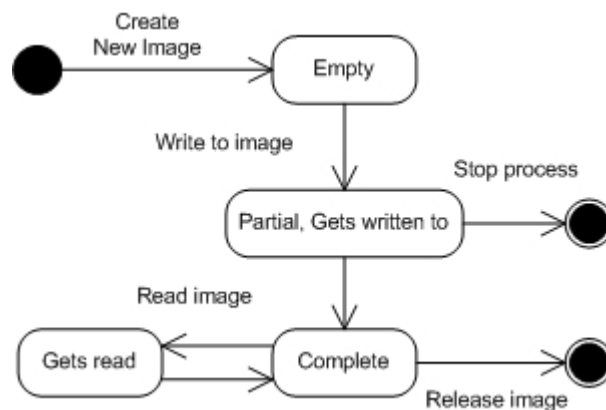 Create
New Image
Empty
Write to image
Stop process
Partial, Gets written to
Read image
Gets read
Complete
Release image